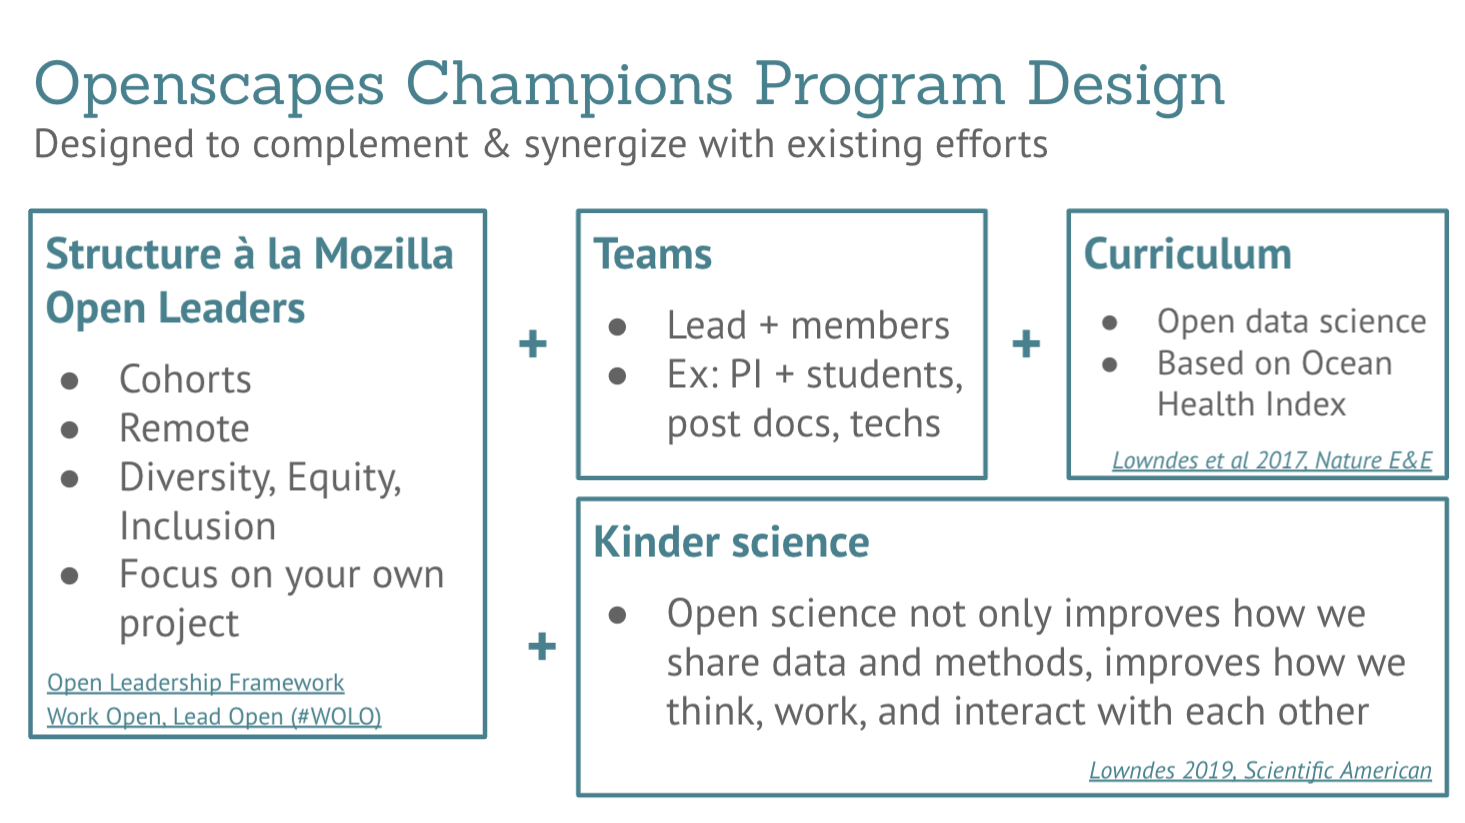 Openscapes Champions Program Design
Designed to complement & synergize with existing efforts
Structure à la Mozilla
Open Leaders
● Cohorts
● Remote
● Diversity, Equity,
Inclusion
● Focus on your own
project
Open Leadership Framework
Work Open, Lead Open (#WOLO)
+
Teams
● Lead + members
● Ex: PI + students,
post docs, techs
+
Curriculum
● Open data science
● Based on Ocean
Health Index
Lowndes et al 2017, Nature E&E
+
Kinder science
● Open science not only improves how we
share data and methods, improves how we
think, work, and interact with each other
Lowndes 2019, Scientific American